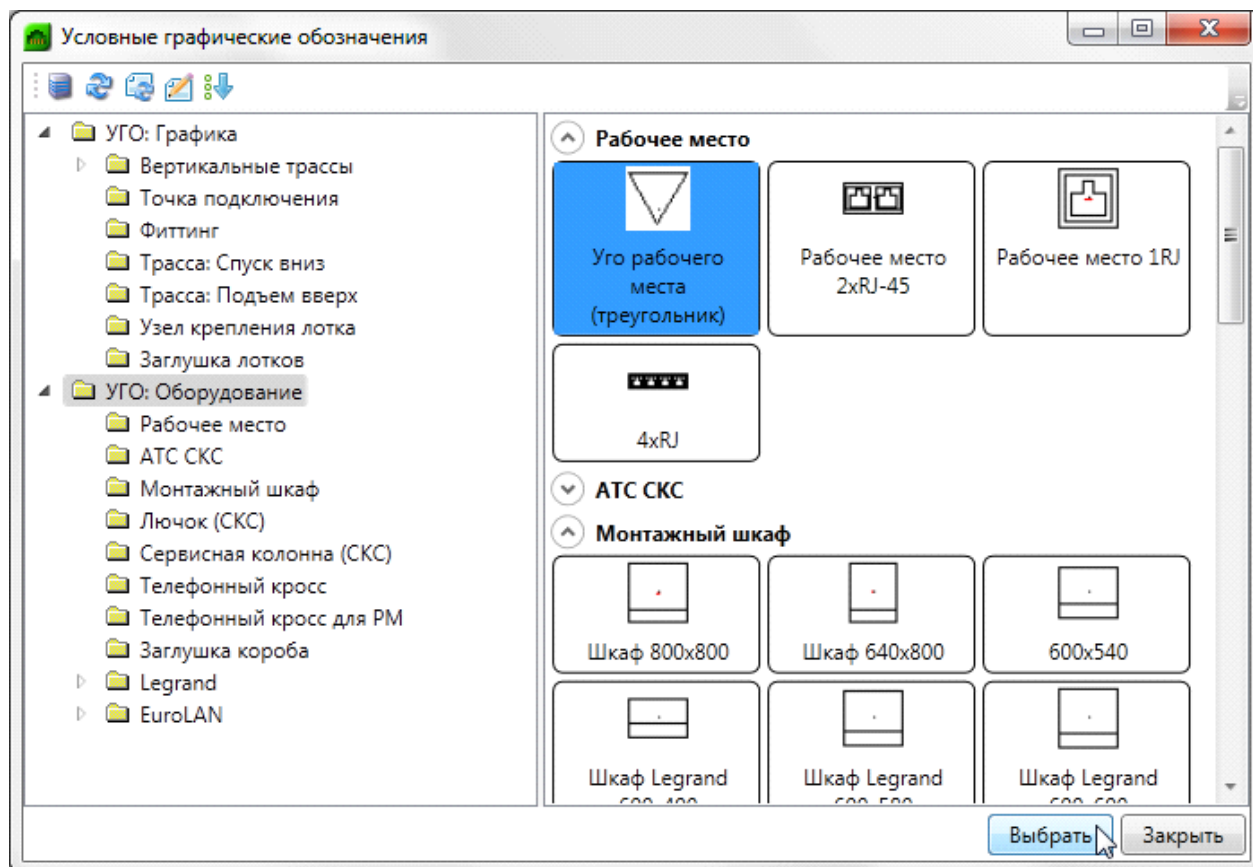 Условные графические обозначения
УГО: Графика
Вертикальные трассы
Точка подключения
Фиттинг
Трасса: Спуск вниз
Трасса: Подъем вверх
Узел крепления лотка
Заглушка лотков
УГО: Оборудование
Рабочее место
АТС СКС
Монтажный шкаф
Лючок (СКС)
Сервисная колонна (СКС)
Телефонный кросс
Телефонный кросс для РМ
Заглушка короба
Legrand
EuroLAN
Рабочее место
Уго рабочего
места
(треугольник)
Рабочее место
2xRJ-45
Рабочее место 1RJ
4xRJ
АТС СКС
Монтажный шкаф
Шкаф 800x800
Шкаф 640x800
600x540
Шкаф Legrand
Шкаф Legrand
Шкаф Legrand
Выбрать
Закрыть